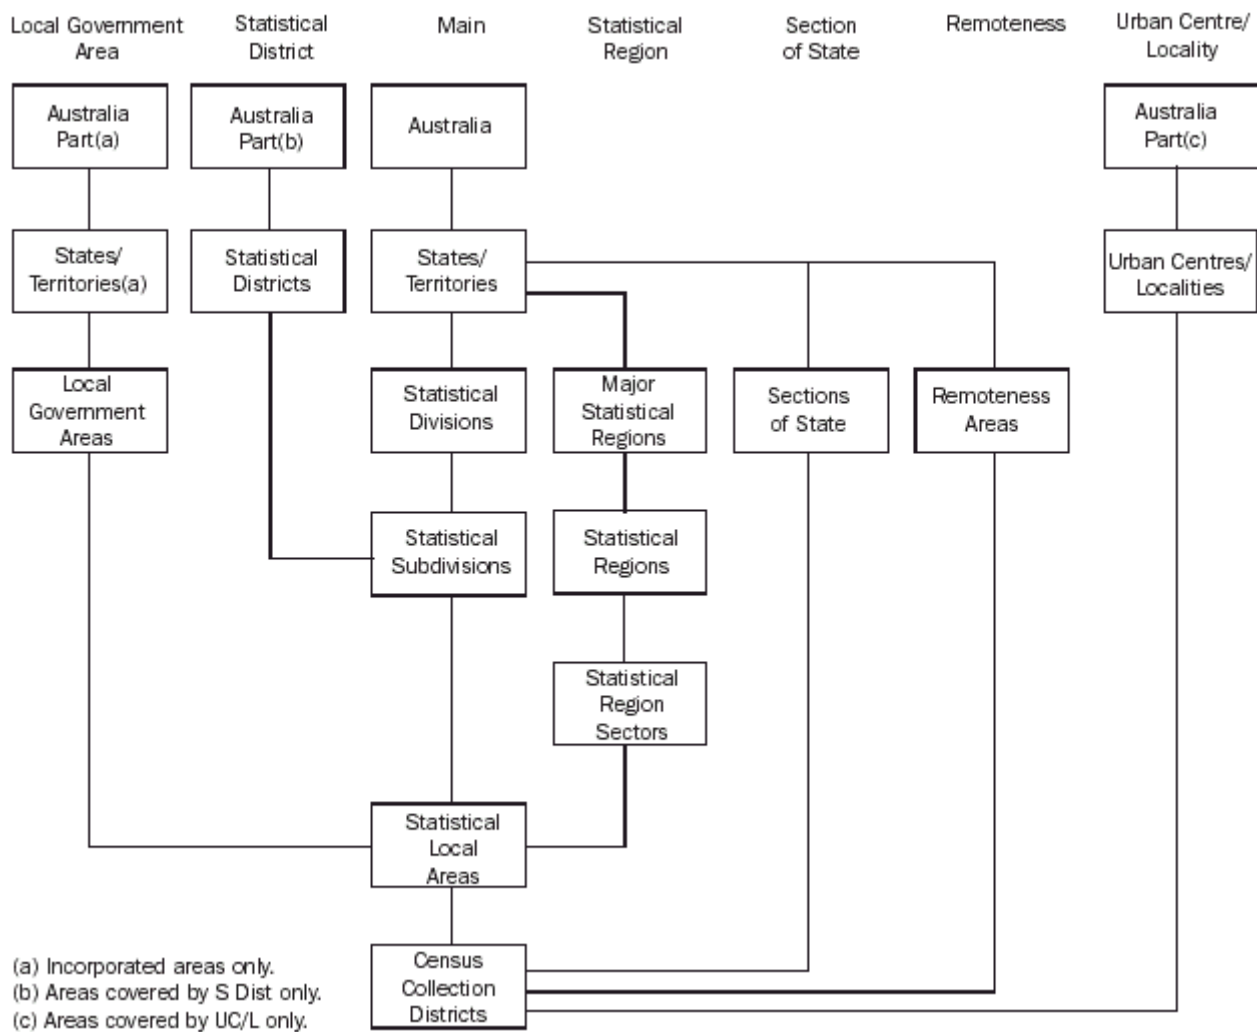 Local Government
Area
Statistical
District
Main
Statistical
Region
Section
of State
Remoteness
Urban Centre/
Locality
Australia
Part(a)
Australia
Part(b)
Australia
Australia
Part(c)
States/
Territories(a)
Statistical
Districts
States/
Territories
Urban Centres/
Localities
Local
Government
Areas
Statistical
Divisions
Major
Statistical
Regions
Sections
of State
Remoteness
Areas
Statistical
Subdivisions
Statistical
Regions
Statistical
Region
Sectors
Statistical
Local
Areas
Census
Collection
Districts
(a) Incorporated areas only.
(b) Areas covered by S Dist only.
(c) Areas covered by UC/L only.